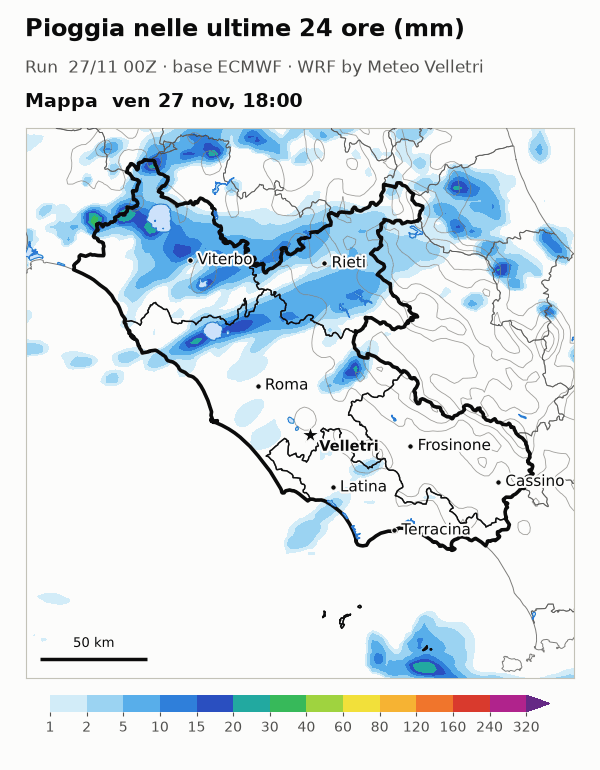 Pioggia nelle ultime 24 ore (mm)
Run  27/11 00Z · base ECMWF · WRF by Meteo Velletri
Mappa  ven 27 nov, 18:00
Viterbo
Rieti
Roma
Velletri
Frosinone
Cassino
Latina
Terracina
50 km
1 2 5 10 15 20 30 40 60 80 120 160 240 320